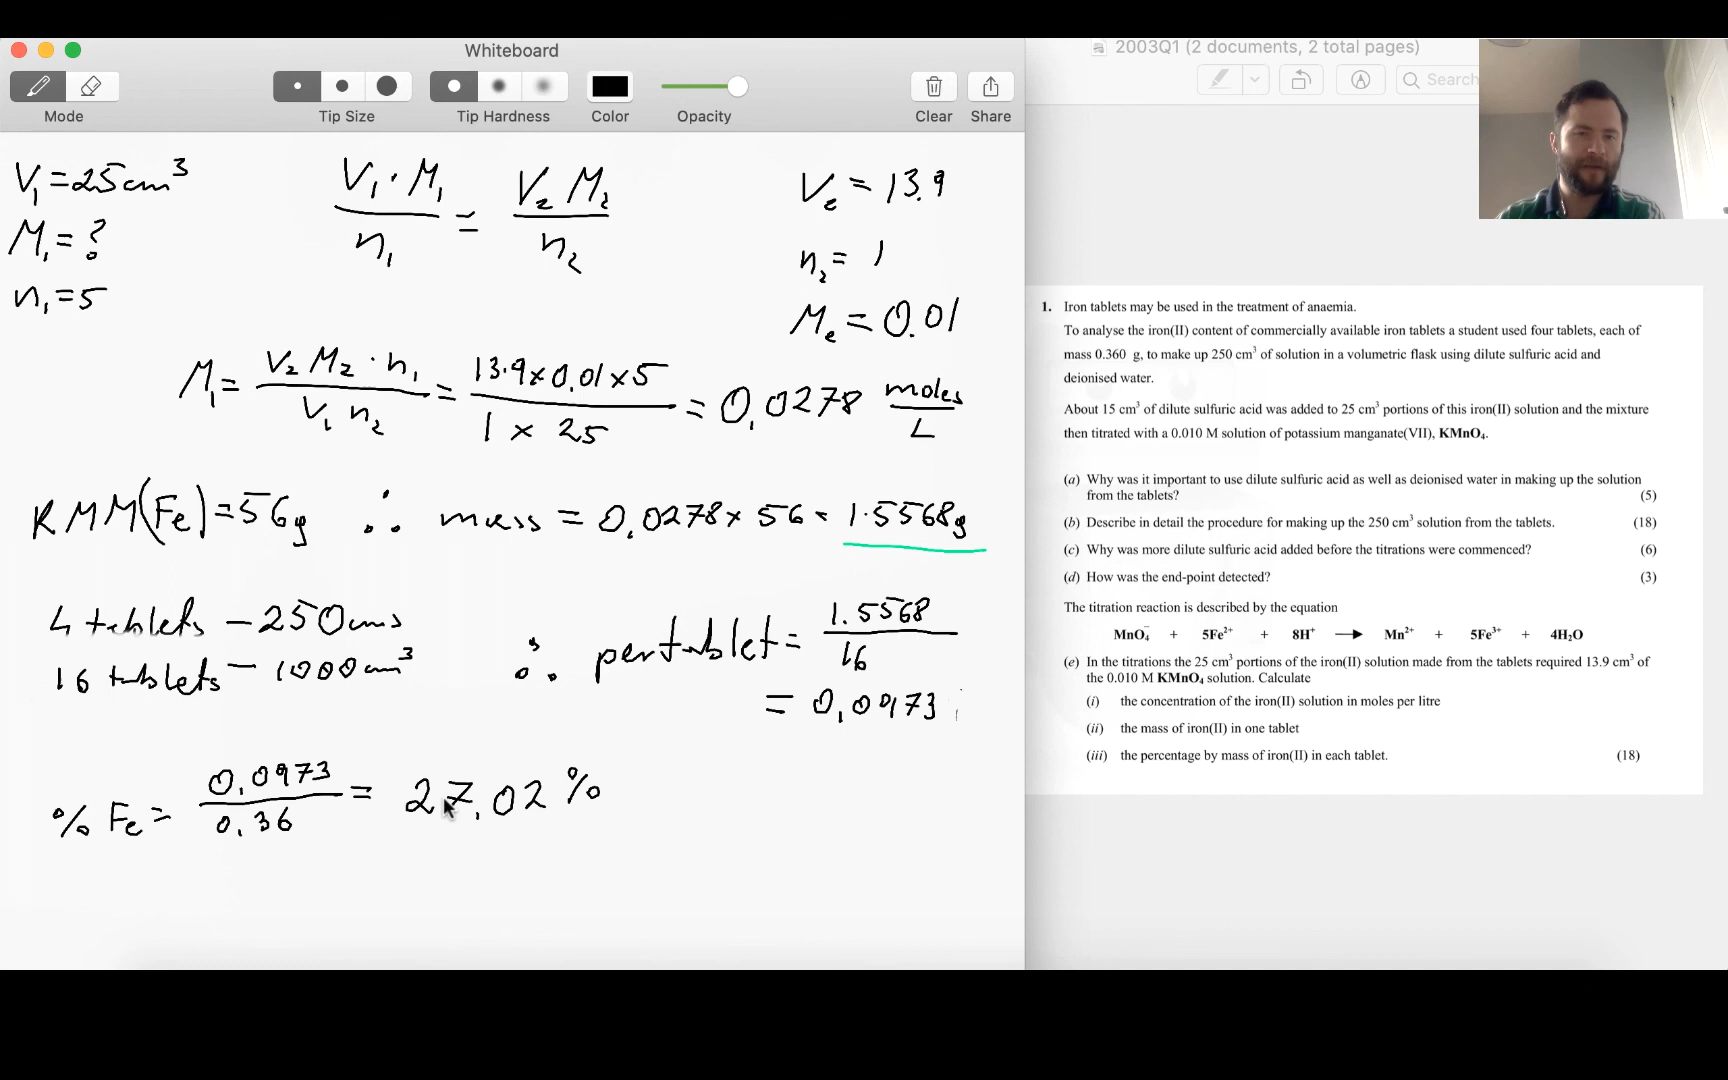 Whiteboard
Mode
Tip Size
Tip Hardness
Color
Opacity
Clear
Share
2003Q1 (2 documents, 2 total pages)
Search
V₁ = 25cm³
M₁ = ?
n₁ = 5
V₁ · M₁ / n₁ = V₂ M₂ / n₂
V₂ = 13.9
n₂ = 1
M₂ = 0.01
M₁ = V₂ M₂ · n₁ / V₁ n₂ = 13.9 x 0.01 x 5 / 1 x 25 = 0.0278 moles / L
RMM(Fe) = 56g ∴ mass = 0.0278 x 56 = 1.5568g
4 tablets – 250cm³
16 tablets – 1000cm³
∴ per tablet = 1.5568 / 16
= 0.0973
% Fe = 0.0973 / 0.36 = 27.02 %
1. Iron tablets may be used in the treatment of anaemia.
To analyse the iron(II) content of commercially available iron tablets a student used four tablets, each of
mass 0.360 g, to make up 250 cm³ of solution in a volumetric flask using dilute sulfuric acid and
deionised water.
About 15 cm³ of dilute sulfuric acid was added to 25 cm³ portions of this iron(II) solution and the mixture
then titrated with a 0.010 M solution of potassium manganate(VII), KMnO₄.
(a) Why was it important to use dilute sulfuric acid as well as deionised water in making up the solution
from the tablets? (5)
(b) Describe in detail the procedure for making up the 250 cm³ solution from the tablets. (18)
(c) Why was more dilute sulfuric acid added before the titrations were commenced? (6)
(d) How was the end-point detected? (3)
The titration reaction is described by the equation
MnO₄⁻ + 5Fe²⁺ + 8H⁺ ⟶ Mn²⁺ + 5Fe³⁺ + 4H₂O
(e) In the titrations the 25 cm³ portions of the iron(II) solution made from the tablets required 13.9 cm³ of
the 0.010 M KMnO₄ solution. Calculate
(i) the concentration of the iron(II) solution in moles per litre
(ii) the mass of iron(II) in one tablet
(iii) the percentage by mass of iron(II) in each tablet. (18)